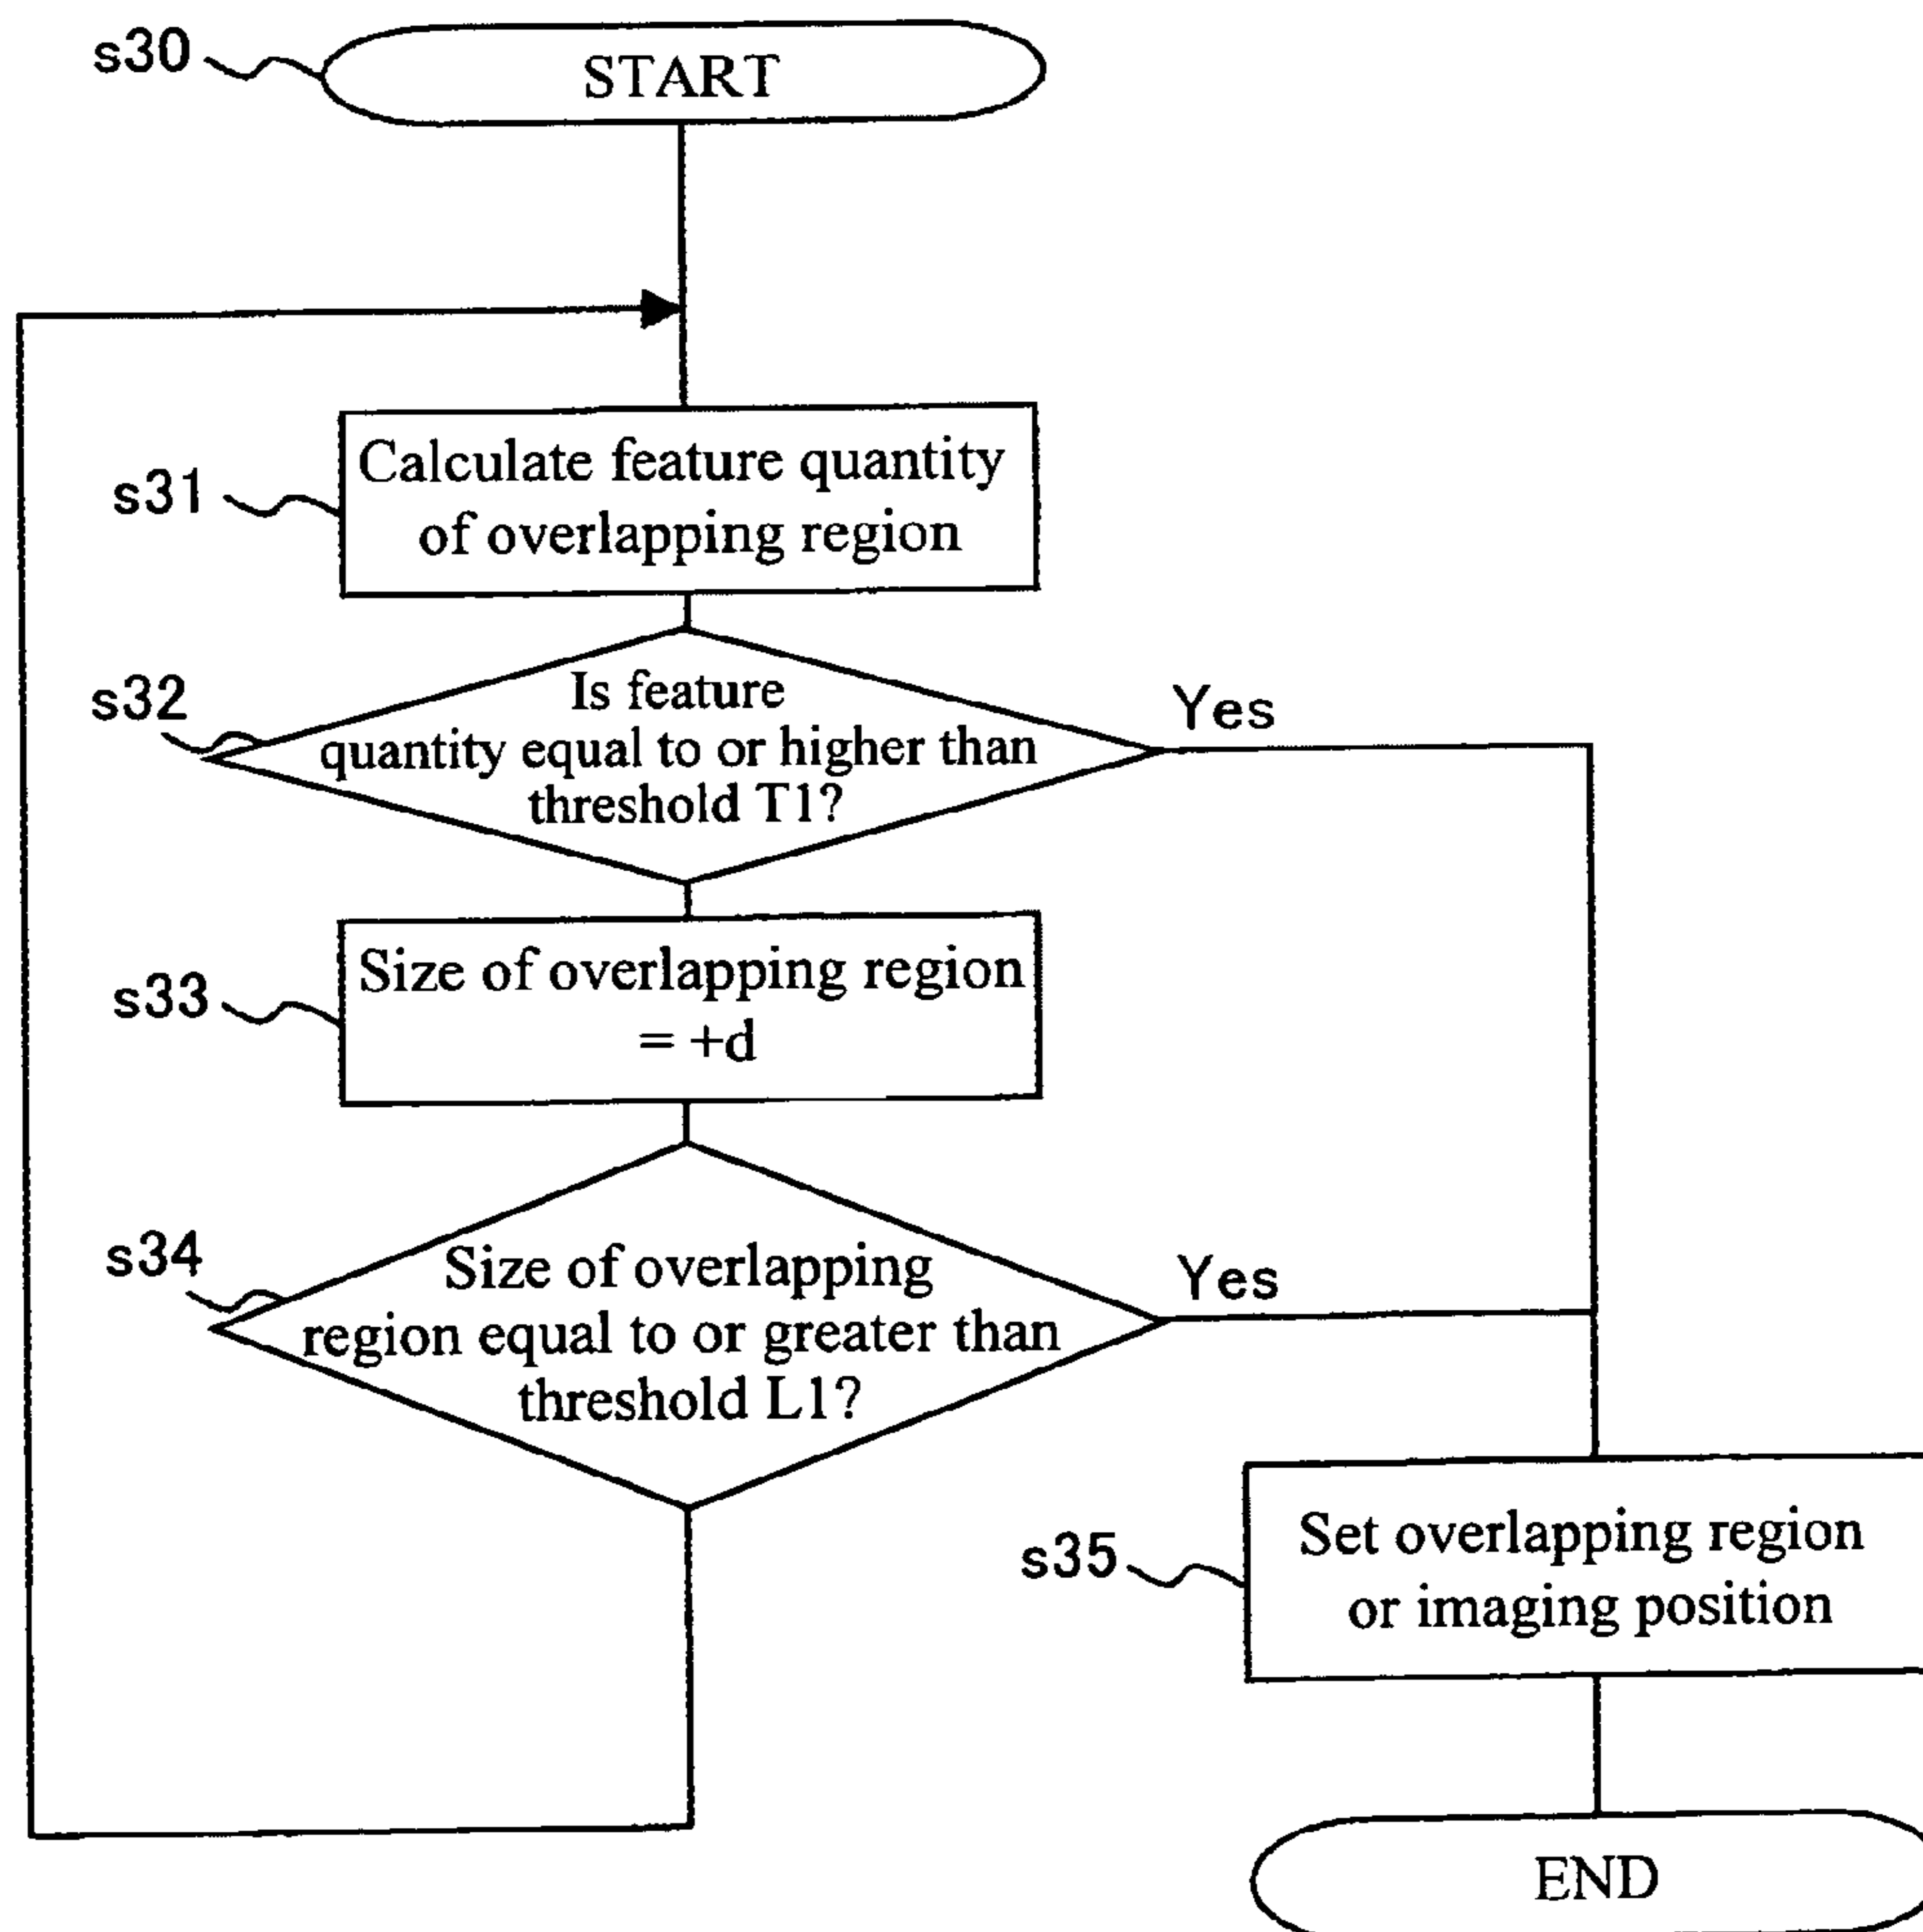 s30
START
s31
Calculate feature quantity
of overlapping region
s32
Is feature
quantity equal to or higher than
threshold T1?
Yes
s33
Size of overlapping region
= +d
s34
Size of overlapping
region equal to or greater than
threshold L1?
Yes
s35
Set overlapping region
or imaging position
END